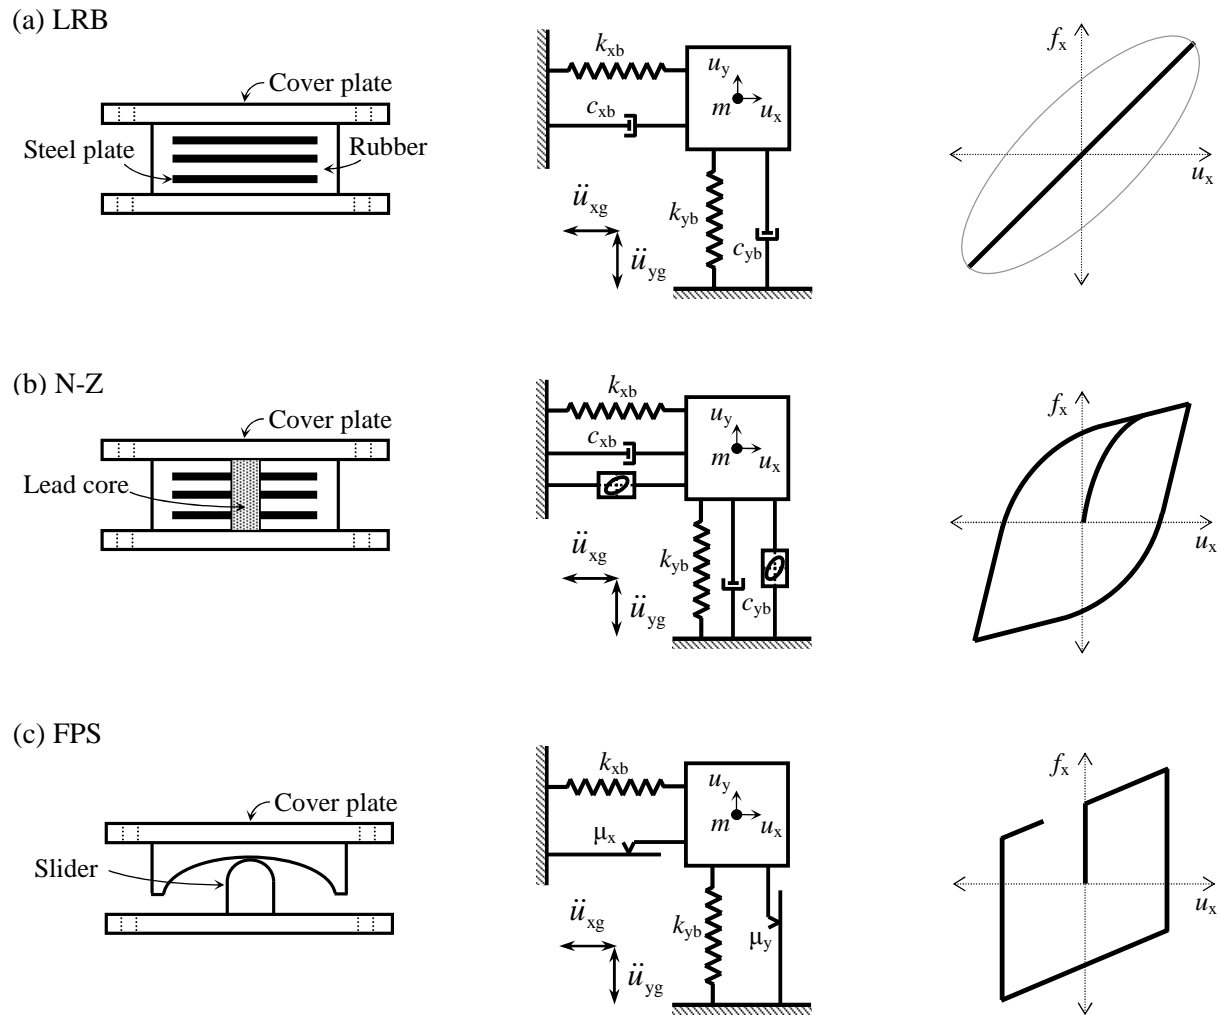 (a) LRB
Cover plate
Steel plate
Rubber
k_xb
c_xb
u_y
m
u_x
k_yb
c_yb
ü_xg
ü_yg
f_x
u_x
(b) N-Z
Cover plate
Lead core
k_xb
c_xb
u_y
m
u_x
k_yb
c_yb
ü_xg
ü_yg
f_x
u_x
(c) FPS
Cover plate
Slider
k_xb
μ_x
u_y
m
u_x
k_yb
μ_y
ü_xg
ü_yg
f_x
u_x